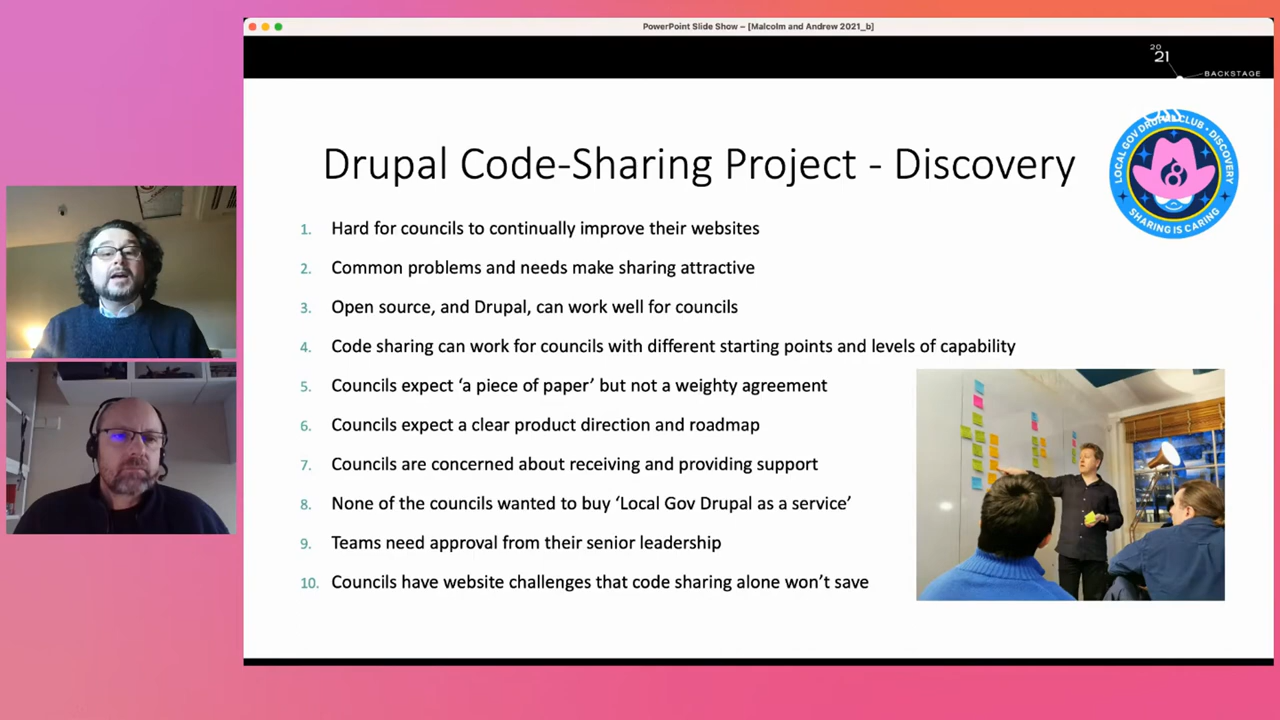 PowerPoint Slide Show – [Malcolm and Andrew 2021_b]
20
21
BACKSTAGE
Drupal Code-Sharing Project - Discovery
LOCAL GOV DRUPAL CLUB • DISCOVERY
8
SHARING IS CARING
1. Hard for councils to continually improve their websites
2. Common problems and needs make sharing attractive
3. Open source, and Drupal, can work well for councils
4. Code sharing can work for councils with different starting points and levels of capability
5. Councils expect ‘a piece of paper’ but not a weighty agreement
6. Councils expect a clear product direction and roadmap
7. Councils are concerned about receiving and providing support
8. None of the councils wanted to buy ‘Local Gov Drupal as a service’
9. Teams need approval from their senior leadership
10. Councils have website challenges that code sharing alone won’t save